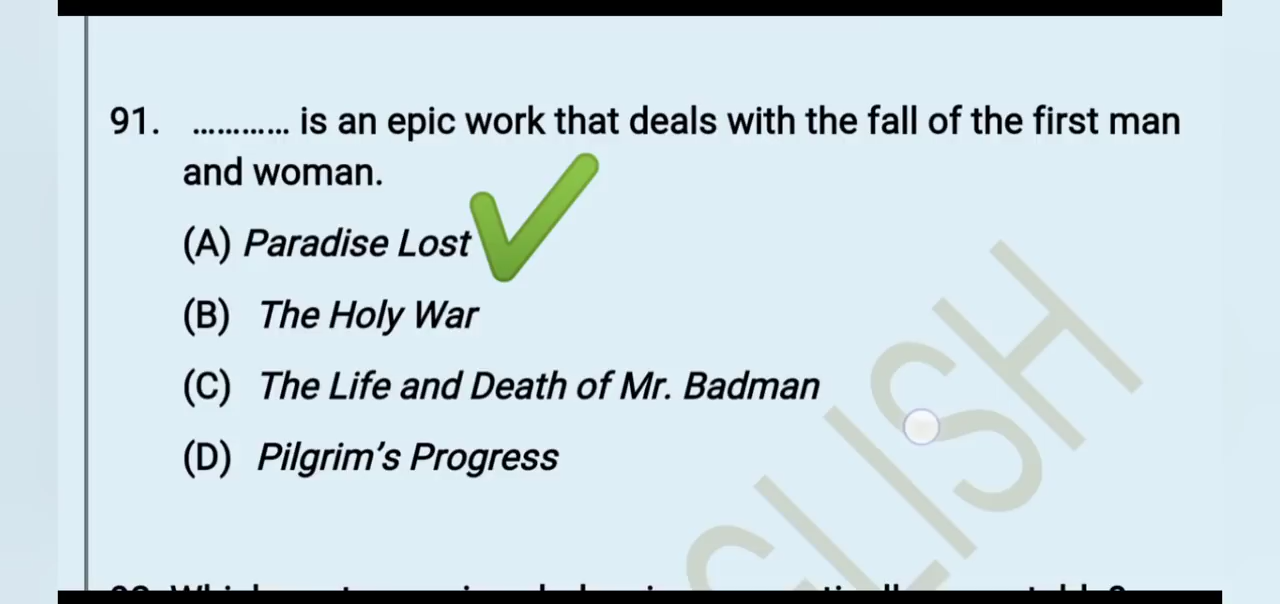 91. ............ is an epic work that deals with the fall of the first man
and woman.
(A) Paradise Lost
(B) The Holy War
(C) The Life and Death of Mr. Badman
(D) Pilgrim's Progress
GLISH